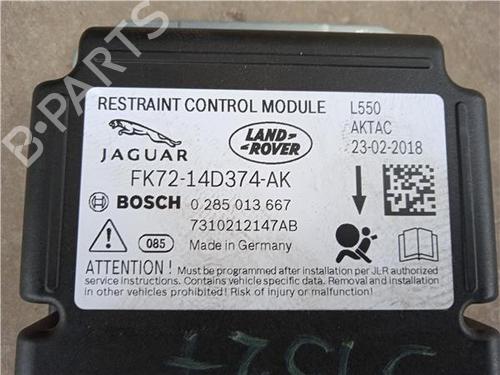 RESTRAINT CONTROL MODULE L550
JAGUAR LAND ROVER AKTAC
23-02-2018
FK72-14D374-AK
BOSCH 0 285 013 667
7310212147AB
085 Made in Germany
ATTENTION ! Must be programmed after installation per JLR authorized
service instructions. Contains vehicle specific data. Removal and installation
in other vehicles prohibited! Risk of injury or malfunction!
B-PARTS